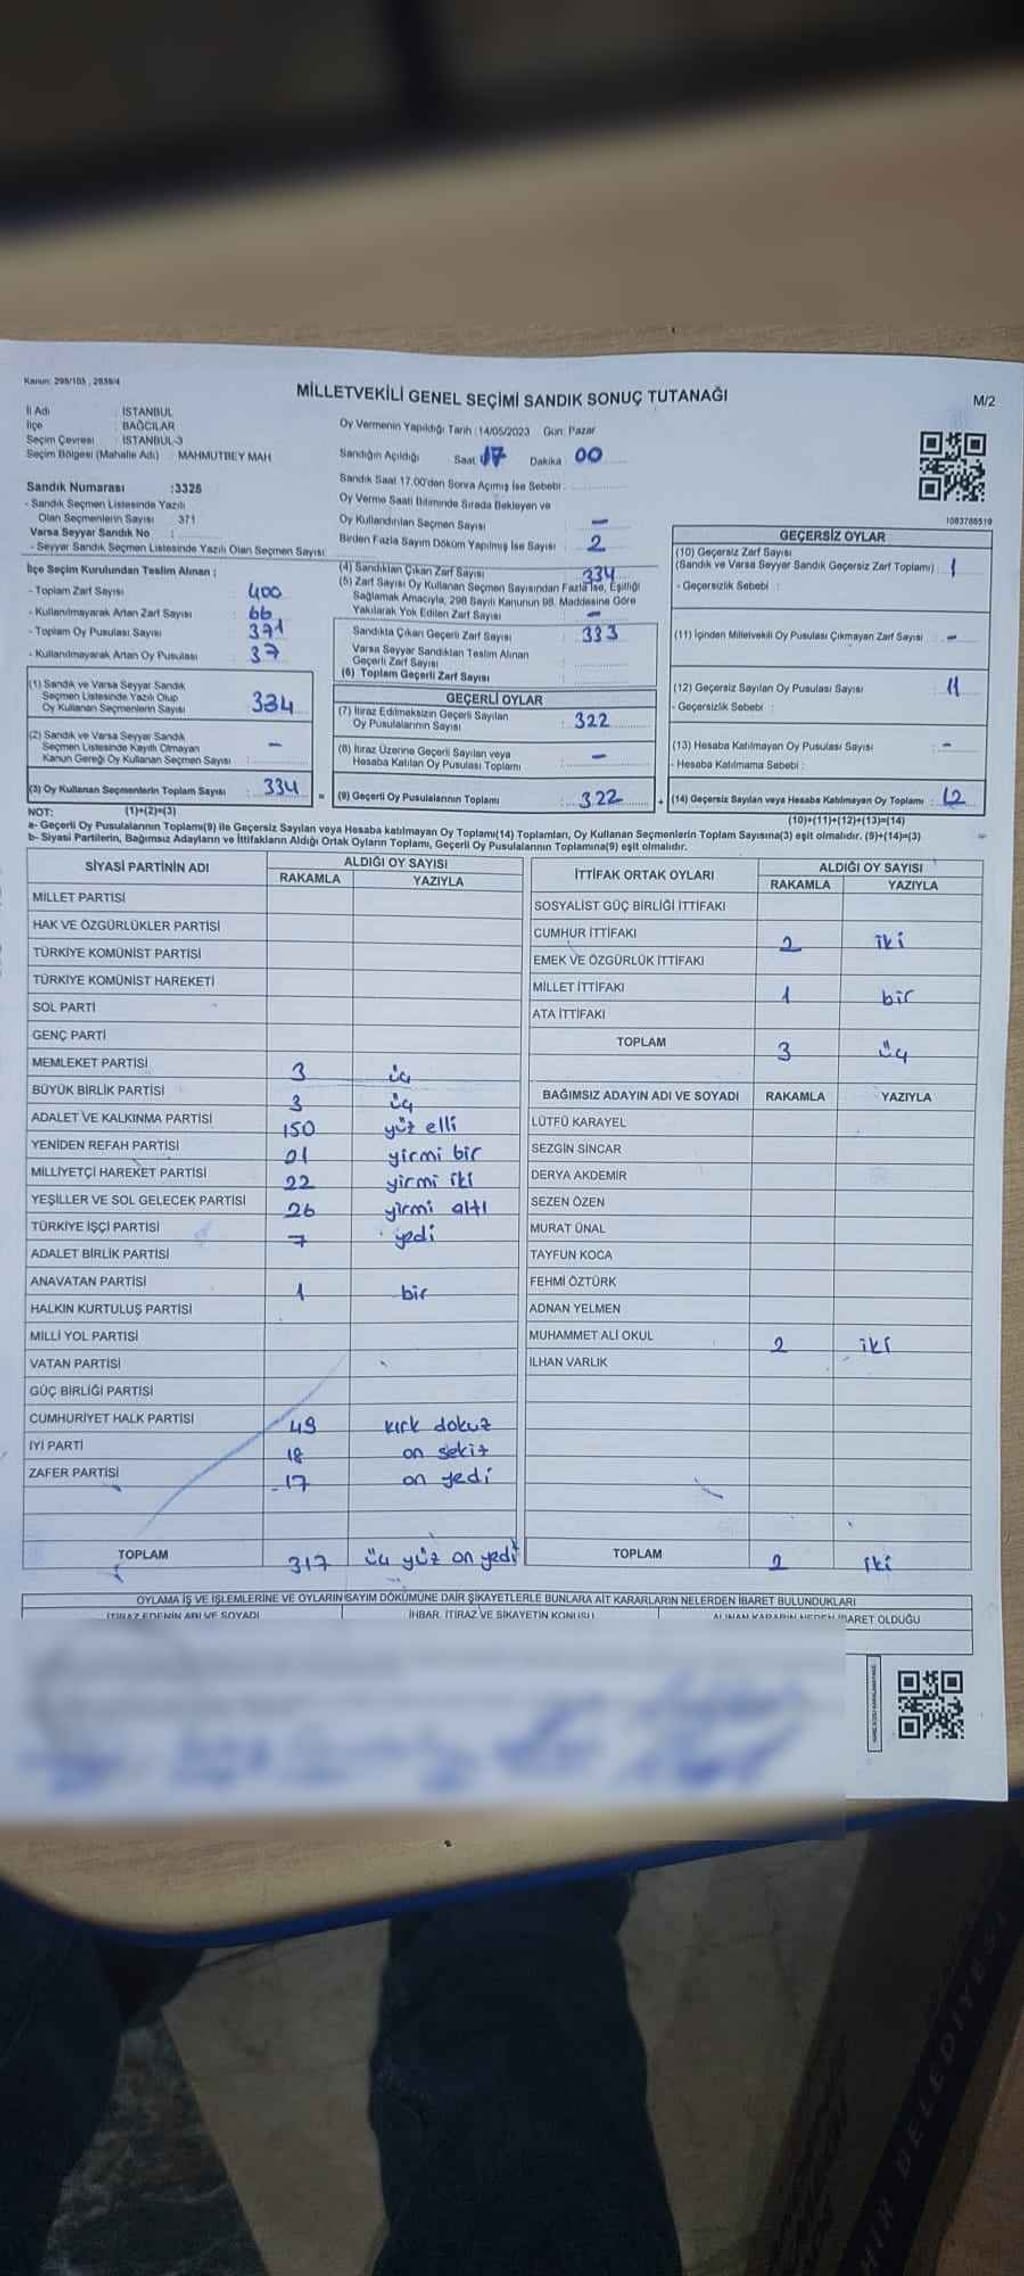 Kanun: 298/105 , 2839/4
MİLLETVEKİLİ GENEL SEÇİMİ SANDIK SONUÇ TUTANAĞI
M/2
İl Adı : İSTANBUL
İlçe : BAĞCILAR
Seçim Çevresi : İSTANBUL-3
Seçim Bölgesi (Mahalle Adı) : MAHMUTBEY MAH
Sandık Numarası :3328
- Sandık Seçmen Listesinde Yazılı
Olan Seçmenlerin Sayısı : 371
Varsa Seyyar Sandık No :
- Seyyar Sandık Seçmen Listesinde Yazılı Olan Seçmen Sayısı :
Oy Vermenin Yapıldığı Tarih :14/05/2023 Gün: Pazar
Sandığın Açıldığı Saat 17 Dakika 00
Sandık Saat 17.00'den Sonra Açımış İse Sebebi :
Oy Verme Saati Bitiminde Sırada Bekleyen ve
Oy Kullandırılan Seçmen Sayısı : -
Birden Fazla Sayım Döküm Yapılmış İse Sayısı : 2
1083786519
İlçe Seçim Kurulundan Teslim Alınan ;
- Toplam Zarf Sayısı : 400
- Kullanılmayarak Artan Zarf Sayısı : 66
- Toplam Oy Pusulası Sayısı : 371
- Kullanılmayarak Artan Oy Pusulası : 37
(1) Sandık ve Varsa Seyyar Sandık
Seçmen Listesinde Yazılı Olup
Oy Kullanan Seçmenlerin Sayısı : 334
(2) Sandık ve Varsa Seyyar Sandık
Seçmen Listesinde Kayıtlı Olmayan
Kanun Gereği Oy Kullanan Seçmen Sayısı : -
(3) Oy Kullanan Seçmenlerin Toplam Sayısı : 334
(1)+(2)=(3)
(4) Sandıktan Çıkan Zarf Sayısı : 334
(5) Zarf Sayısı Oy Kullanan Seçmen Sayısından Fazla İse, Eşitliği
Sağlamak Amacıyla, 298 Sayılı Kanunun 98. Maddesine Göre
Yakılarak Yok Edilen Zarf Sayısı : -
Sandıkta Çıkan Geçerli Zarf Sayısı : 333
Varsa Seyyar Sandıktan Teslim Alınan
Geçerli Zarf Sayısı :
(6) Toplam Geçerli Zarf Sayısı :
GEÇERLİ OYLAR
(7) İtiraz Edilmeksizin Geçerli Sayılan
Oy Pusulalarının Sayısı : 322
(8) İtiraz Üzerine Geçerli Sayılan veya
Hesaba Katılan Oy Pusulaları Toplamı : -
= (9) Geçerli Oy Pusulalarının Toplamı : 322
GEÇERSİZ OYLAR
(10) Geçersiz Zarf Sayısı
(Sandık ve Varsa Seyyar Sandık Geçersiz Zarf Toplamı) : 1
- Geçersizlik Sebebi :
(11) İçinden Milletvekili Oy Pusulası Çıkmayan Zarf Sayısı : -
(12) Geçersiz Sayılan Oy Pusulası Sayısı : 11
- Geçersizlik Sebebi :
(13) Hesaba Katılmayan Oy Pusulası Sayısı : -
- Hesaba Katılmama Sebebi :
+ (14) Geçersiz Sayılan veya Hesaba Katılmayan Oy Toplamı : 12
(10)+(11)+(12)+(13)=(14)
NOT:
a- Geçerli Oy Pusulalarının Toplamı(9) ile Geçersiz Sayılan veya Hesaba katılmayan Oy Toplamı(14) Toplamları, Oy Kullanan Seçmenlerin Toplam Sayısına(3) eşit olmalıdır. (9)+(14)=(3)
b- Siyasi Partilerin, Bağımsız Adayların ve İttifakların Aldığı Ortak Oyların Toplamı, Geçerli Oy Pusulalarının Toplamına(9) eşit olmalıdır.
SİYASİ PARTİNİN ADI ALDIĞI OY SAYISI
RAKAMLA YAZIYLA
MİLLET PARTİSİ
HAK VE ÖZGÜRLÜKLER PARTİSİ
TÜRKİYE KOMÜNİST PARTİSİ
TÜRKİYE KOMÜNİST HAREKETİ
SOL PARTİ
GENÇ PARTİ
MEMLEKET PARTİSİ 3 üç
BÜYÜK BİRLİK PARTİSİ 3 üç
ADALET VE KALKINMA PARTİSİ 150 yüz elli
YENİDEN REFAH PARTİSİ 21 yirmi bir
MİLLİYETÇİ HAREKET PARTİSİ 22 yirmi iki
YEŞİLLER VE SOL GELECEK PARTİSİ 26 yirmi altı
TÜRKİYE İŞÇİ PARTİSİ 7 yedi
ADALET BİRLİK PARTİSİ
ANAVATAN PARTİSİ 1 bir
HALKIN KURTULUŞ PARTİSİ
MİLLİ YOL PARTİSİ
VATAN PARTİSİ
GÜÇ BİRLİĞİ PARTİSİ
CUMHURİYET HALK PARTİSİ 49 kırk dokuz
İYİ PARTİ 18 on sekiz
ZAFER PARTİSİ 17 on yedi
TOPLAM 317 üç yüz on yedi
İTTİFAK ORTAK OYLARI ALDIĞI OY SAYISI
RAKAMLA YAZIYLA
SOSYALİST GÜÇ BİRLİĞİ İTTİFAKI
CUMHUR İTTİFAKI 2 iki
EMEK VE ÖZGÜRLÜK İTTİFAKI
MİLLET İTTİFAKI 1 bir
ATA İTTİFAKI
TOPLAM 3 üç
BAĞIMSIZ ADAYIN ADI VE SOYADI RAKAMLA YAZIYLA
LÜTFÜ KARAYEL
SEZGİN SİNCAR
DERYA AKDEMİR
SEZEN ÖZEN
MURAT ÜNAL
TAYFUN KOCA
FEHMİ ÖZTÜRK
ADNAN YELMEN
MUHAMMET ALİ OKUL 2 iki
İLHAN VARLIK
TOPLAM 2 iki
OYLAMA İŞ VE İŞLEMLERİNE VE OYLARIN SAYIM DÖKÜMÜNE DAİR ŞİKAYETLERLE BUNLARA AİT KARARLARIN NELERDEN İBARET BULUNDUKLARI
İTİRAZ EDENİN ADI VE SOYADI İHBAR, İTİRAZ VE ŞİKAYETİN KONUSU ALINAN KARARIN NEDEN İBARET OLDUĞU
BELEDİYESİ